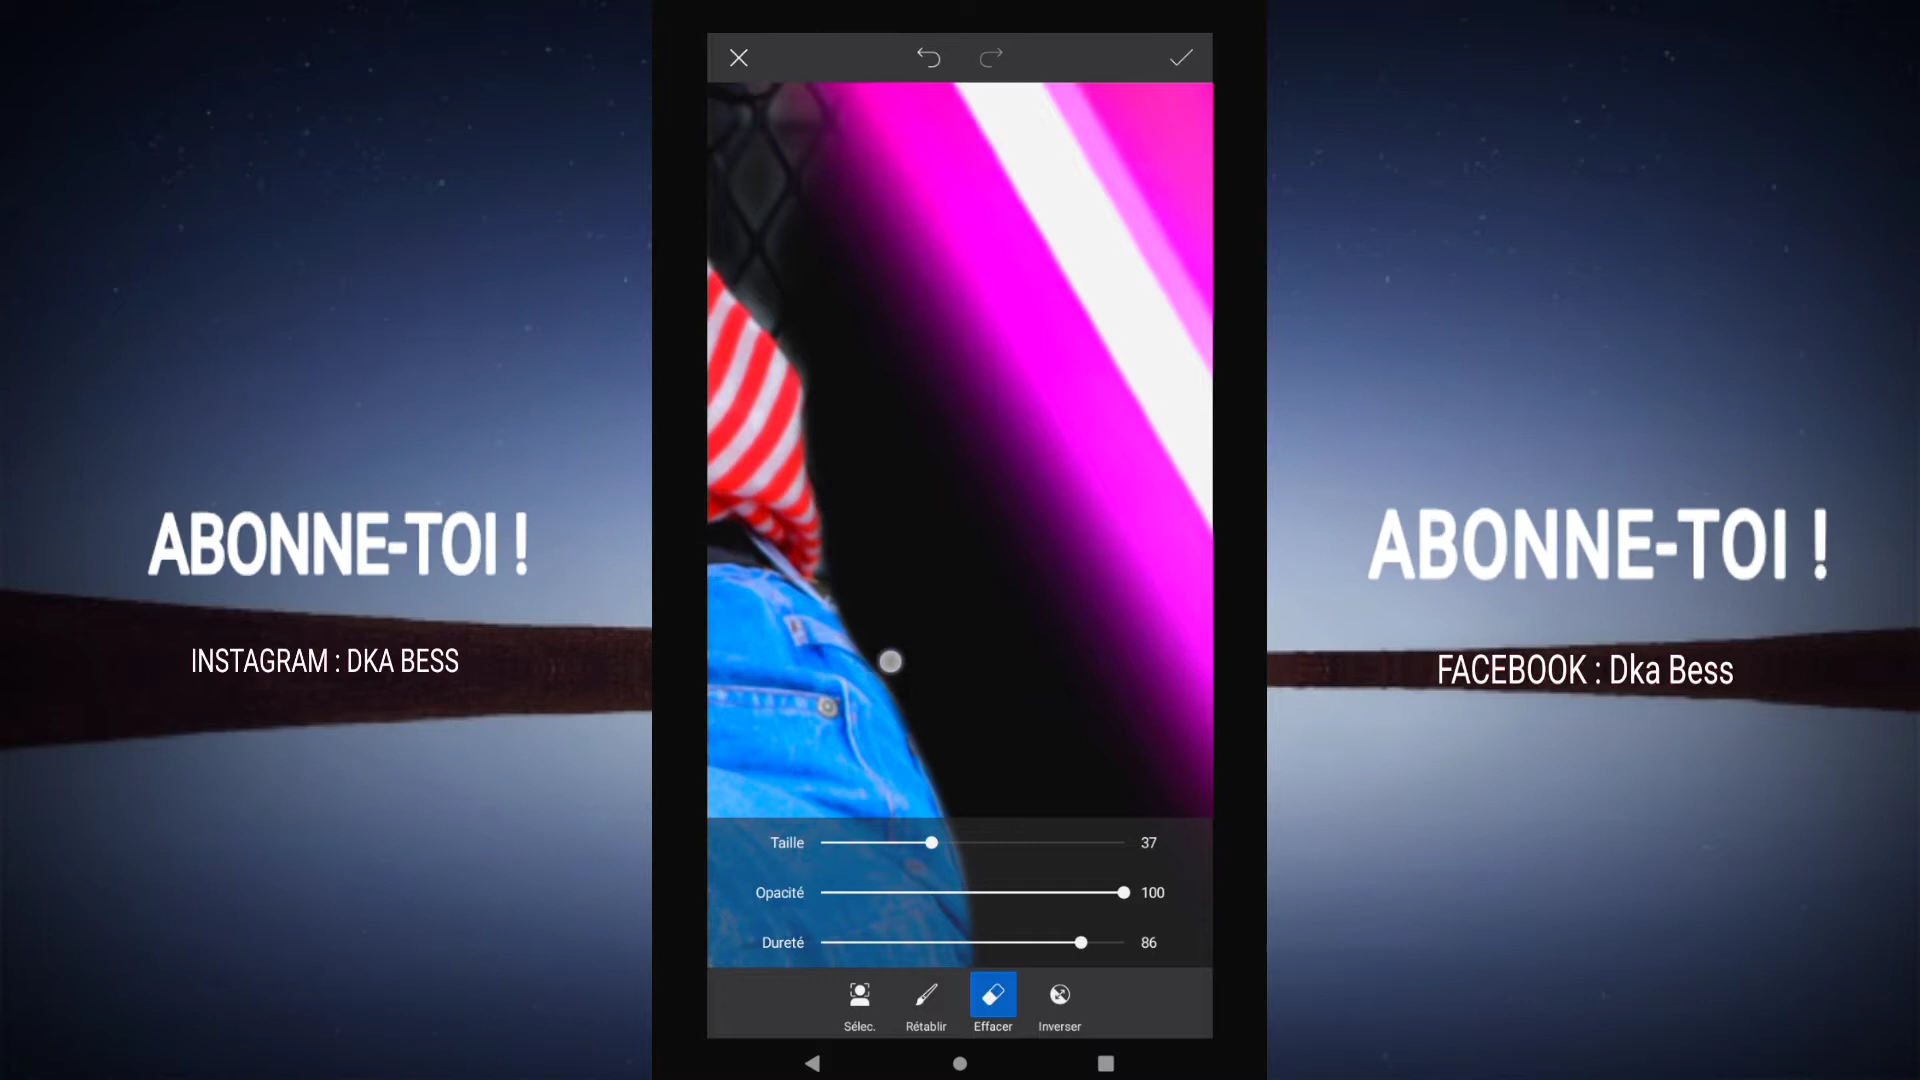 ABONNE-TOI !
INSTAGRAM : DKA BESS
Taille 37
Opacité 100
Dureté 86
Sélec. Rétablir Effacer Inverser
ABONNE-TOI !
FACEBOOK : Dka Bess